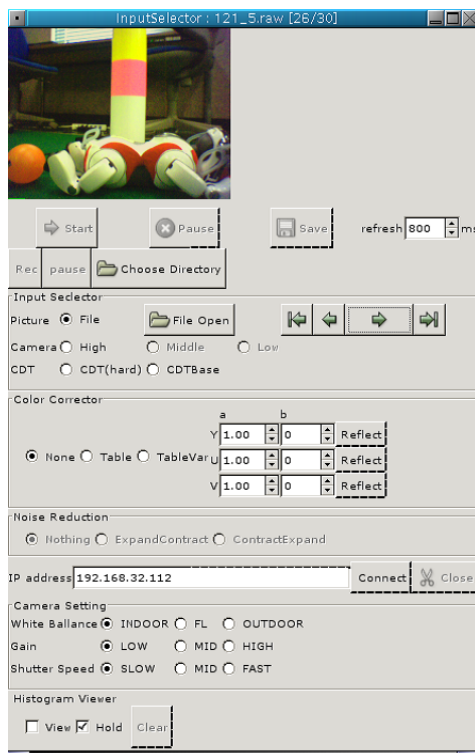 InputSelector : 121_5.raw [26/30]
Start Pause Save refresh 800 ms
Rec pause Choose Directory
Input Seclector
Picture File File Open
Camera High Middle Low
CDT CDT(hard) CDTBase
Color Corrector
a b
Y 1.00 0 Reflect
None Table TableVar U 1.00 0 Reflect
V 1.00 0 Reflect
Noise Reduction
Nothing ExpandContract ContractExpand
IP address 192.168.32.112 Connect Close
Camera Setting
White Ballance INDOOR FL OUTDOOR
Gain LOW MID HIGH
Shutter Speed SLOW MID FAST
Histogram Viewer
View Hold Clear